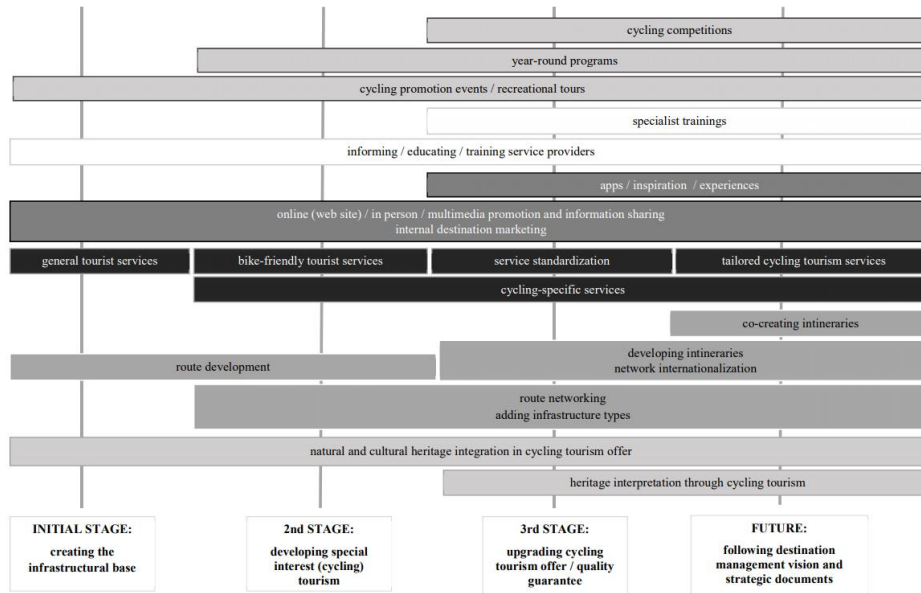 cycling competitions
year-round programs
cycling promotion events / recreational tours
specialist trainings
informing / educating / training service providers
apps / inspiration / experiences
online (web site) / in person / multimedia promotion and information sharing
internal destination marketing
general tourist services
bike-friendly tourist services
service standardization
tailored cycling tourism services
cycling-specific services
co-creating intineraries
route development
developing intineraries
network internationalization
route networking
adding infrastructure types
natural and cultural heritage integration in cycling tourism offer
heritage interpretation through cycling tourism
INITIAL STAGE:
creating the
infrastructural base
2nd STAGE:
developing special
interest (cycling)
tourism
3rd STAGE:
upgrading cycling
tourism offer / quality
guarantee
FUTURE:
following destination
management vision and
strategic documents